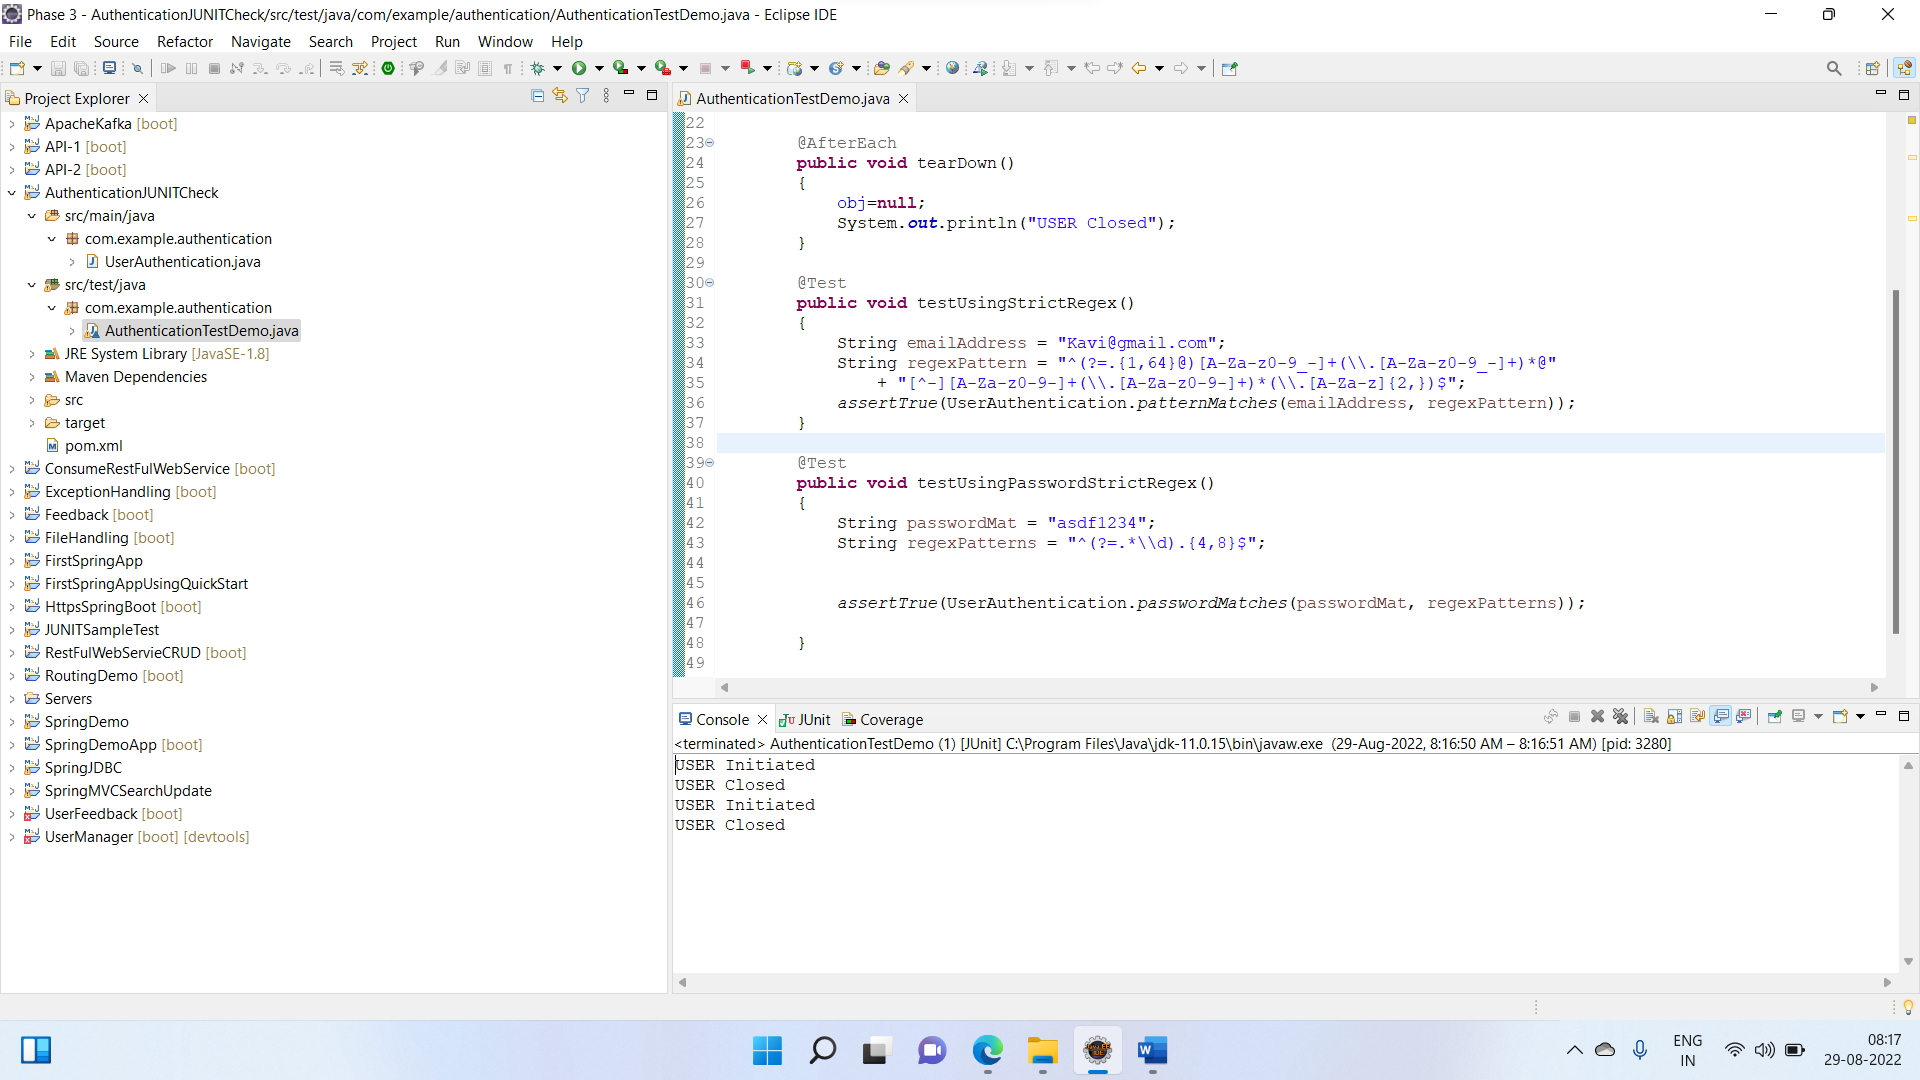 Phase 3 - AuthenticationJUNITCheck/src/test/java/com/example/authentication/AuthenticationTestDemo.java - Eclipse IDE
File Edit Source Refactor Navigate Search Project Run Window Help
Project Explorer
ApacheKafka [boot]
API-1 [boot]
API-2 [boot]
AuthenticationJUNITCheck
src/main/java
com.example.authentication
UserAuthentication.java
src/test/java
com.example.authentication
AuthenticationTestDemo.java
JRE System Library [JavaSE-1.8]
Maven Dependencies
src
target
pom.xml
ConsumeRestFulWebService [boot]
ExceptionHandling [boot]
Feedback [boot]
FileHandling [boot]
FirstSpringApp
FirstSpringAppUsingQuickStart
HttpsSpringBoot [boot]
JUNITSampleTest
RestFulWebServieCRUD [boot]
RoutingDemo [boot]
Servers
SpringDemo
SpringDemoApp [boot]
SpringJDBC
SpringMVCSearchUpdate
UserFeedback [boot]
UserManager [boot] [devtools]
AuthenticationTestDemo.java
22
23 @AfterEach
24 public void tearDown()
25 {
26 obj=null;
27 System.out.println("USER Closed");
28 }
29
30 @Test
31 public void testUsingStrictRegex()
32 {
33 String emailAddress = "Kavi@gmail.com";
34 String regexPattern = "^(?=.{1,64}@)[A-Za-z0-9_-]+(\\.[A-Za-z0-9_-]+)*@"
35 + "[^-][A-Za-z0-9-]+(\\.[A-Za-z0-9-]+)*(\\.[A-Za-z]{2,})$";
36 assertTrue(UserAuthentication.patternMatches(emailAddress, regexPattern));
37 }
38
39 @Test
40 public void testUsingPasswordStrictRegex()
41 {
42 String passwordMat = "asdf1234";
43 String regexPatterns = "^(?=.*\\d).{4,8}$";
44
45
46 assertTrue(UserAuthentication.passwordMatches(passwordMat, regexPatterns));
47
48 }
49
Console JUnit Coverage
<terminated> AuthenticationTestDemo (1) [JUnit] C:\Program Files\Java\jdk-11.0.15\bin\javaw.exe (29-Aug-2022, 8:16:50 AM – 8:16:51 AM) [pid: 3280]
USER Initiated
USER Closed
USER Initiated
USER Closed
ENG
IN
08:17
29-08-2022